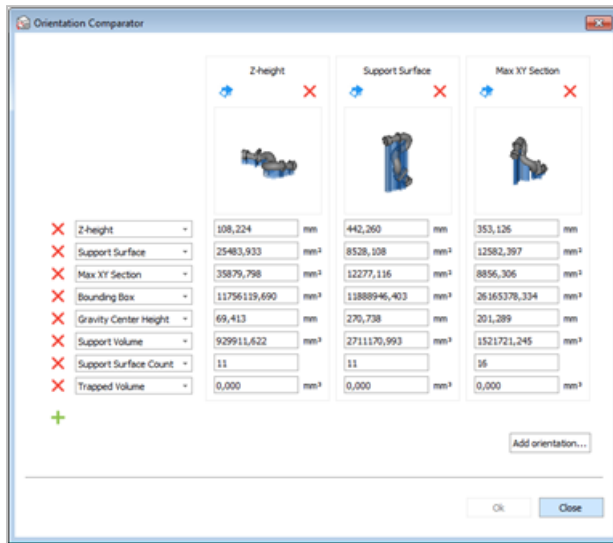 Orientation Comparator
Z-height Support Surface Max XY Section
Z-height 108,224 mm 442,260 mm 353,126 mm
Support Surface 25483,933 mm² 8528,108 mm² 12582,397 mm²
Max XY Section 35879,798 mm² 12277,116 mm² 8856,306 mm²
Bounding Box 11756119,690 mm³ 11888946,403 mm³ 26165378,334 mm³
Gravity Center Height 69,413 mm 270,738 mm 201,289 mm
Support Volume 929911,622 mm³ 2711170,993 mm³ 1521721,245 mm³
Support Surface Count 11 11 16
Trapped Volume 0,000 mm³ 0,000 mm³ 0,000 mm³
Add orientation...
Ok Close